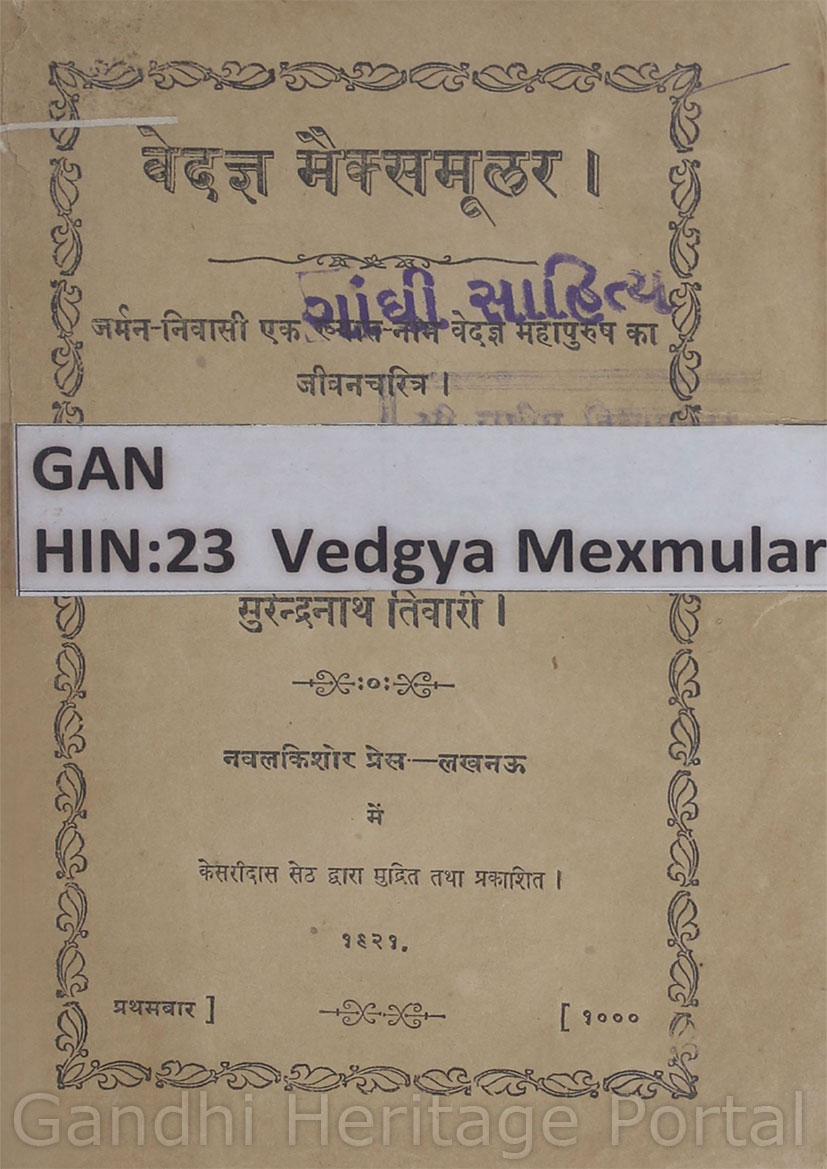 वेदज्ञ मैक्समूलर ।
ગાંધી સાહિત્ય
जर्मन-निवासी एक ख्यात-नाम वेदज्ञ महापुरुष का
जीवनचरित्र ।
GAN
HIN:23 Vedgya Mexmular
सुरेन्द्रनाथ तिवारी ।
:०:
नवलकिशोर प्रेस—लखनऊ
में
केसरीदास सेठ द्वारा मुद्रित तथा प्रकाशित ।
१९२१.
प्रथमबार ] [ १०००
Gandhi Heritage Portal